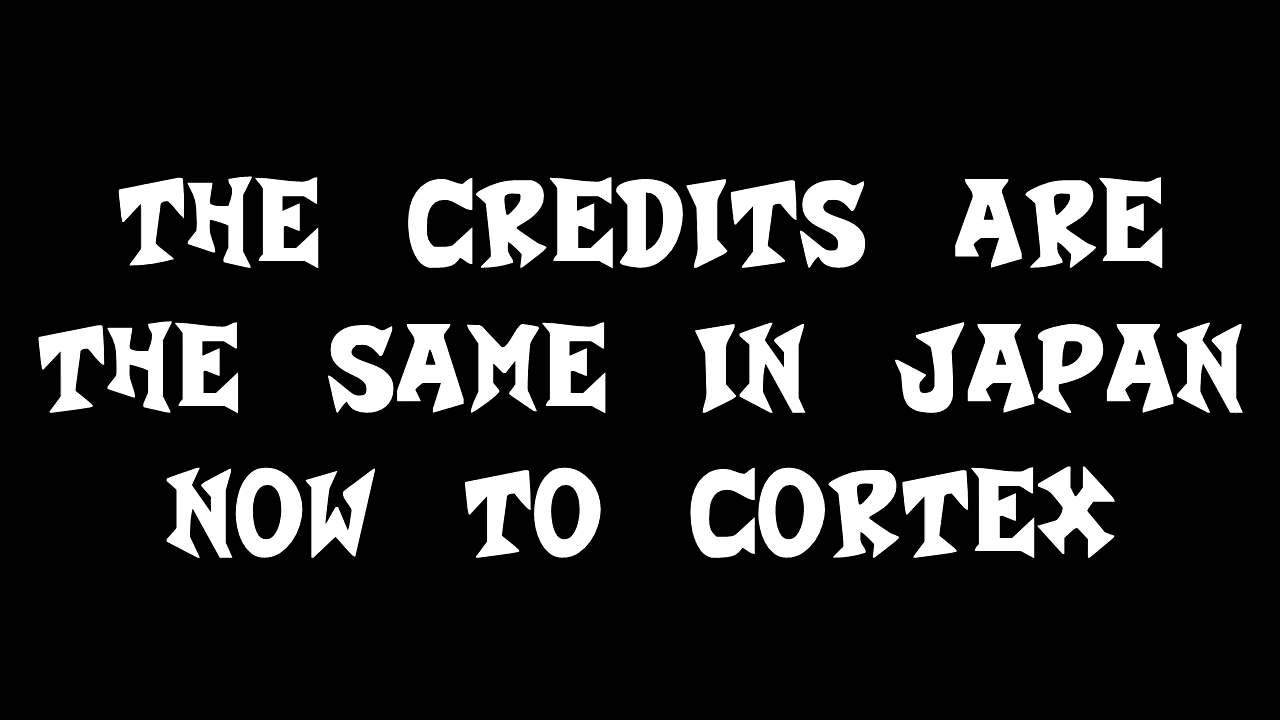 THE CREDITS ARE
THE SAME IN JAPAN
NOW TO CORTEX